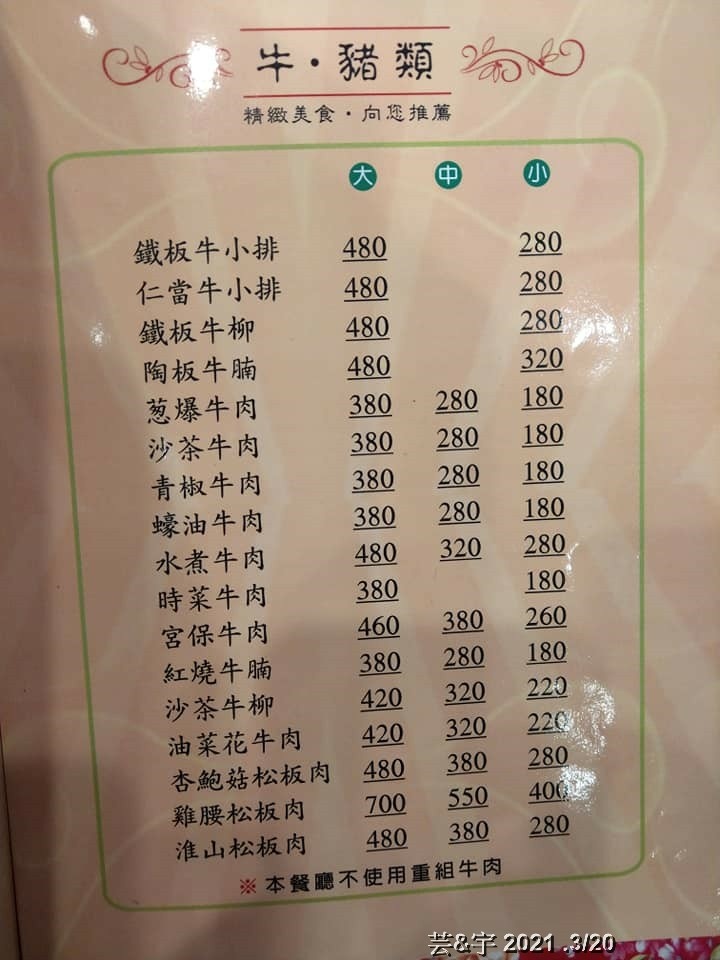 牛・豬類
精緻美食・向您推薦
大 中 小
鐵板牛小排 480 280
仁當牛小排 480 280
鐵板牛柳 480 280
陶板牛腩 480 320
葱爆牛肉 380 280 180
沙茶牛肉 380 280 180
青椒牛肉 380 280 180
蠔油牛肉 380 280 180
水煮牛肉 480 320 280
時菜牛肉 380 180
宮保牛肉 460 380 260
紅燒牛腩 380 280 180
沙茶牛柳 420 320 220
油菜花牛肉 420 320 220
杏鮑菇松板肉 480 380 280
雞腰松板肉 700 550 400
淮山松板肉 480 380 280
※ 本餐廳不使用重組牛肉
芸&宇 2021 .3/20